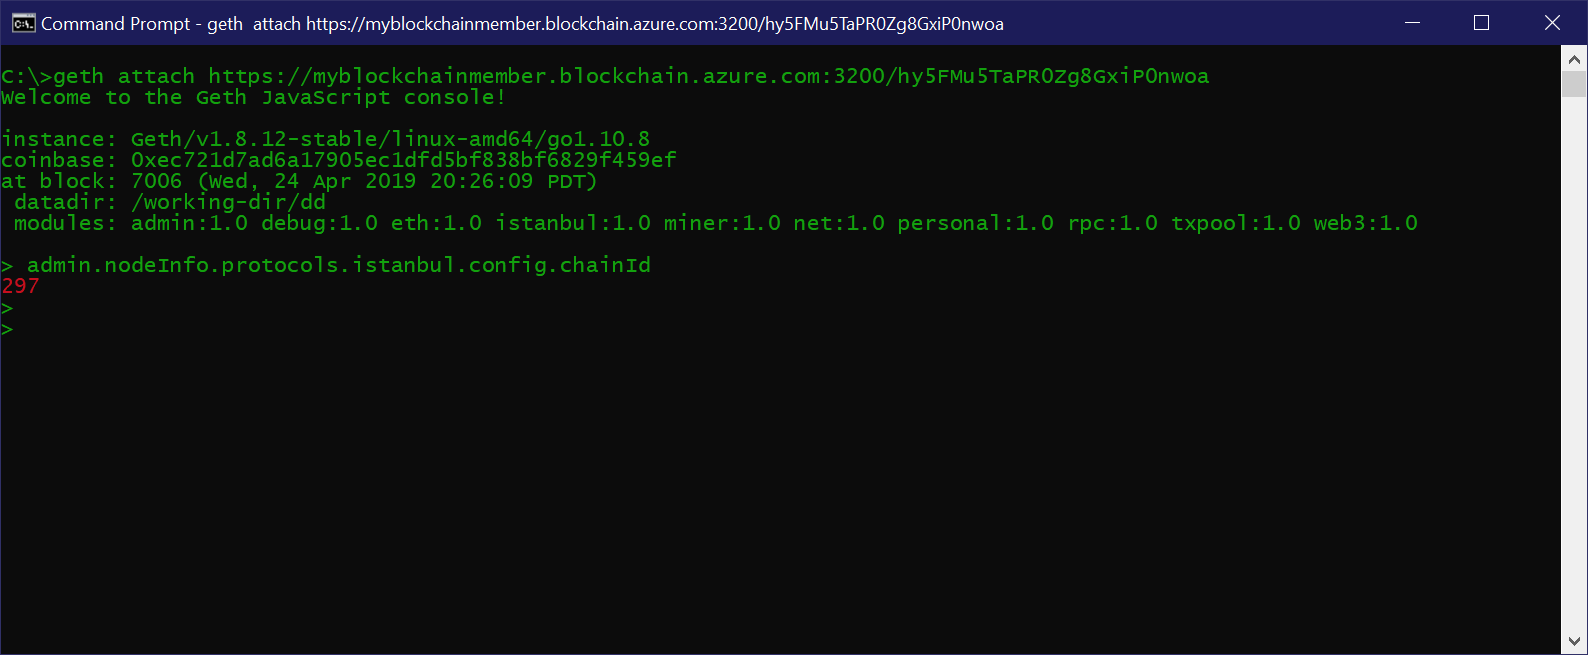 Command Prompt - geth  attach https://myblockchainmember.blockchain.azure.com:3200/hy5FMu5TaPR0Zg8GxiP0nwoa
C:\>geth attach https://myblockchainmember.blockchain.azure.com:3200/hy5FMu5TaPR0Zg8GxiP0nwoa
Welcome to the Geth JavaScript console!
instance: Geth/v1.8.12-stable/linux-amd64/go1.10.8
coinbase: 0xec721d7ad6a17905ec1dfd5bf838bf6829f459ef
at block: 7006 (Wed, 24 Apr 2019 20:26:09 PDT)
 datadir: /working-dir/dd
 modules: admin:1.0 debug:1.0 eth:1.0 istanbul:1.0 miner:1.0 net:1.0 personal:1.0 rpc:1.0 txpool:1.0 web3:1.0
> admin.nodeInfo.protocols.istanbul.config.chainId
297
>
>